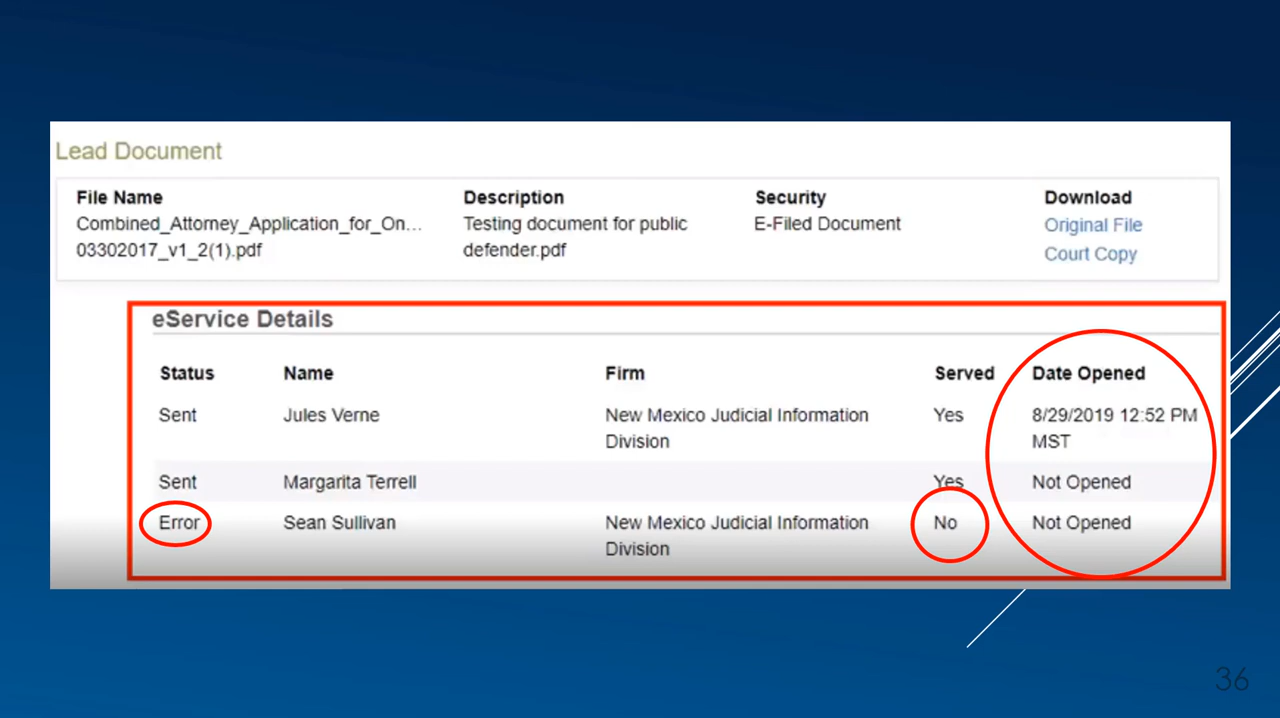 Lead Document
File Name Description Security Download
Combined_Attorney_Application_for_On... Testing document for public E-Filed Document Original File
03302017_v1_2(1).pdf defender.pdf Court Copy
eService Details
Status Name Firm Served Date Opened
Sent Jules Verne New Mexico Judicial Information Yes 8/29/2019 12:52 PM
Division MST
Sent Margarita Terrell Yes Not Opened
Error Sean Sullivan New Mexico Judicial Information No Not Opened
Division
36